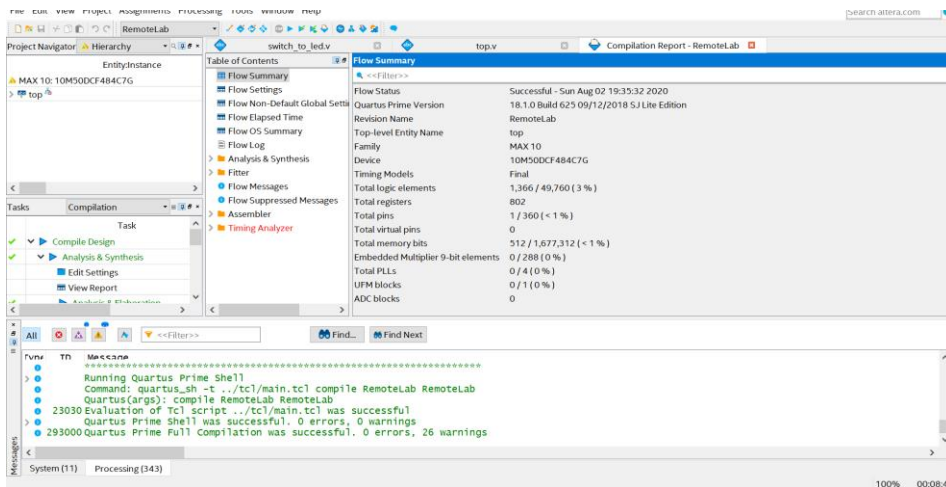 File Edit View Project Assignments Processing Tools Window Help
Search altera.com
RemoteLab
Project Navigator Hierarchy
switch_to_led.v
top.v
Compilation Report - RemoteLab
Entity:Instance
MAX 10: 10M50DCF484C7G
top
Table of Contents
Flow Summary
Flow Settings
Flow Non-Default Global Setti
Flow Elapsed Time
Flow OS Summary
Flow Log
Analysis & Synthesis
Fitter
Flow Messages
Flow Suppressed Messages
Assembler
Timing Analyzer
Flow Summary
<<Filter>>
Flow Status Successful - Sun Aug 02 19:35:32 2020
Quartus Prime Version 18.1.0 Build 625 09/12/2018 SJ Lite Edition
Revision Name RemoteLab
Top-level Entity Name top
Family MAX 10
Device 10M50DCF484C7G
Timing Models Final
Total logic elements 1,366 / 49,760 ( 3 % )
Total registers 802
Total pins 1 / 360 ( < 1 % )
Total virtual pins 0
Total memory bits 512 / 1,677,312 ( < 1 % )
Embedded Multiplier 9-bit elements 0 / 288 ( 0 % )
Total PLLs 0 / 4 ( 0 % )
UFM blocks 0 / 1 ( 0 % )
ADC blocks 0
Tasks Compilation
Task
Compile Design
Analysis & Synthesis
Edit Settings
View Report
Analysis & Elaboration
All
<<Filter>>
Find...
Find Next
Type ID Message
*******************************************************************
Running Quartus Prime Shell
Command: quartus_sh -t ../tcl/main.tcl compile RemoteLab RemoteLab
Quartus(args): compile RemoteLab RemoteLab
23030 Evaluation of Tcl script ../tcl/main.tcl was successful
Quartus Prime Shell was successful. 0 errors, 0 warnings
293000 Quartus Prime Full Compilation was successful. 0 errors, 26 warnings
Messages
System (11)
Processing (343)
100%